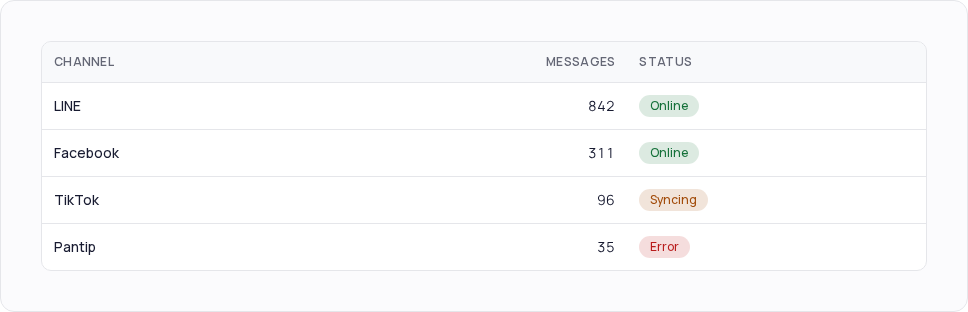 CHANNEL MESSAGES STATUS
LINE 842 Online
Facebook 311 Online
TikTok 96 Syncing
Pantip 35 Error